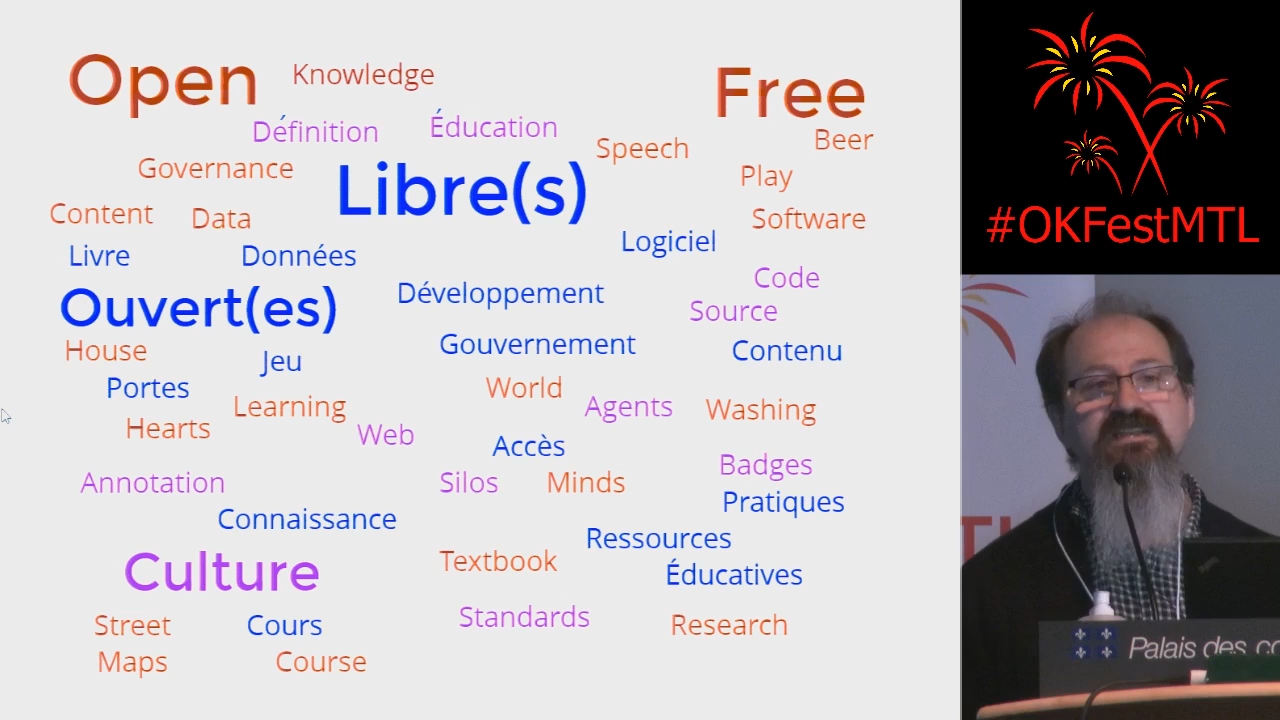 Open
Knowledge
Free
Définition
Éducation
Speech
Beer
Governance
Libre(s)
Play
Content
Data
Software
Livre
Données
Logiciel
Code
Ouvert(es)
Développement
Source
House
Jeu
Gouvernement
Contenu
Portes
World
Hearts
Learning
Agents
Washing
Web
Accès
Annotation
Silos
Minds
Badges
Pratiques
Connaissance
Ressources
Culture
Textbook
Éducatives
Street
Cours
Standards
Research
Maps
Course
#OKFestMTL
Palais des co